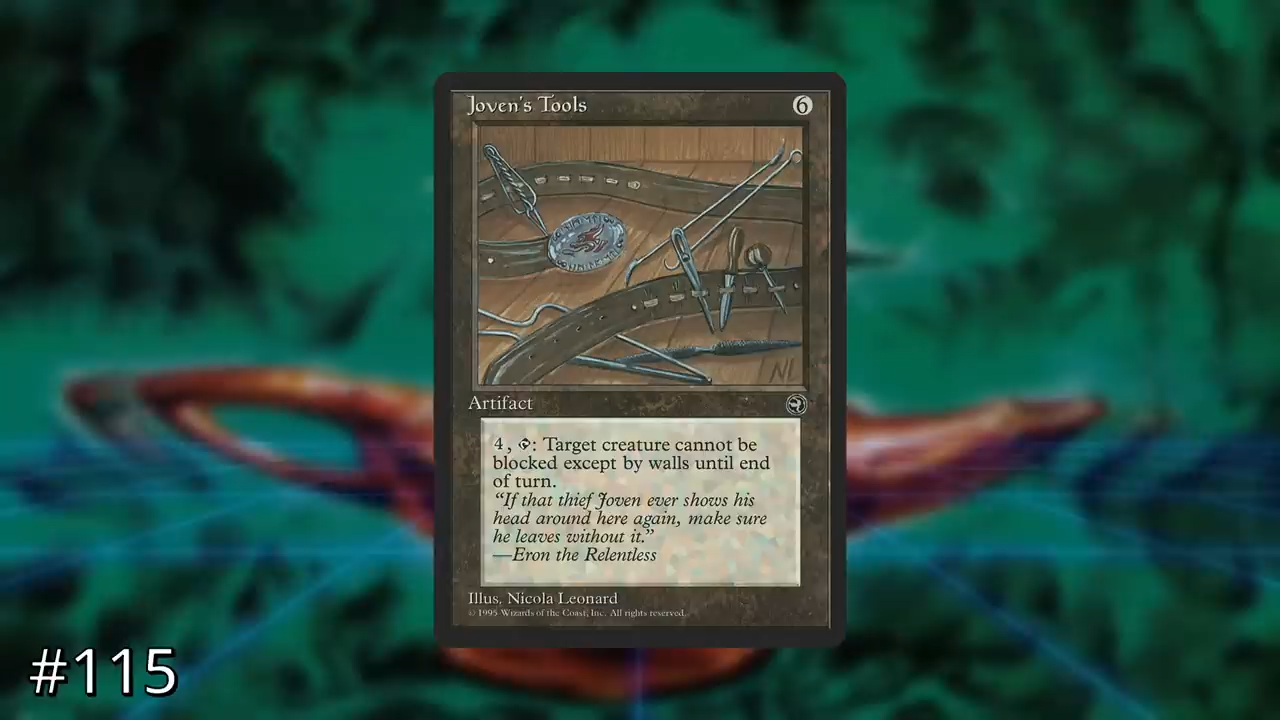 Joven's Tools 6
NL
Artifact
4, : Target creature cannot be
blocked except by walls until end
of turn.
"If that thief Joven ever shows his
head around here again, make sure
he leaves without it."
—Eron the Relentless
Illus. Nicola Leonard
© 1995 Wizards of the Coast, Inc. All rights reserved.
#115